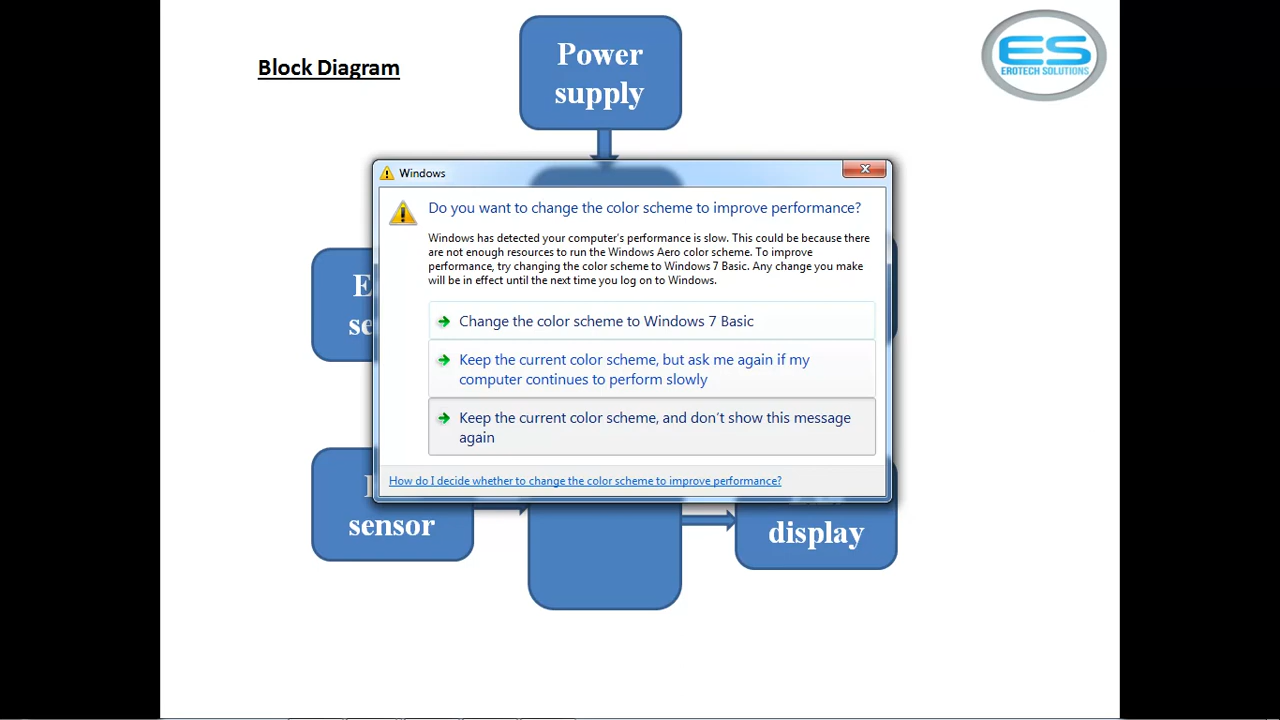 Block Diagram
Power
supply
ES
EROTECH SOLUTIONS
Windows
Do you want to change the color scheme to improve performance?
Windows has detected your computer's performance is slow. This could be because there
are not enough resources to run the Windows Aero color scheme. To improve
performance, try changing the color scheme to Windows 7 Basic. Any change you make
will be in effect until the next time you log on to Windows.
Change the color scheme to Windows 7 Basic
Keep the current color scheme, but ask me again if my
computer continues to perform slowly
Keep the current color scheme, and don't show this message
again
How do I decide whether to change the color scheme to improve performance?
sensor
display